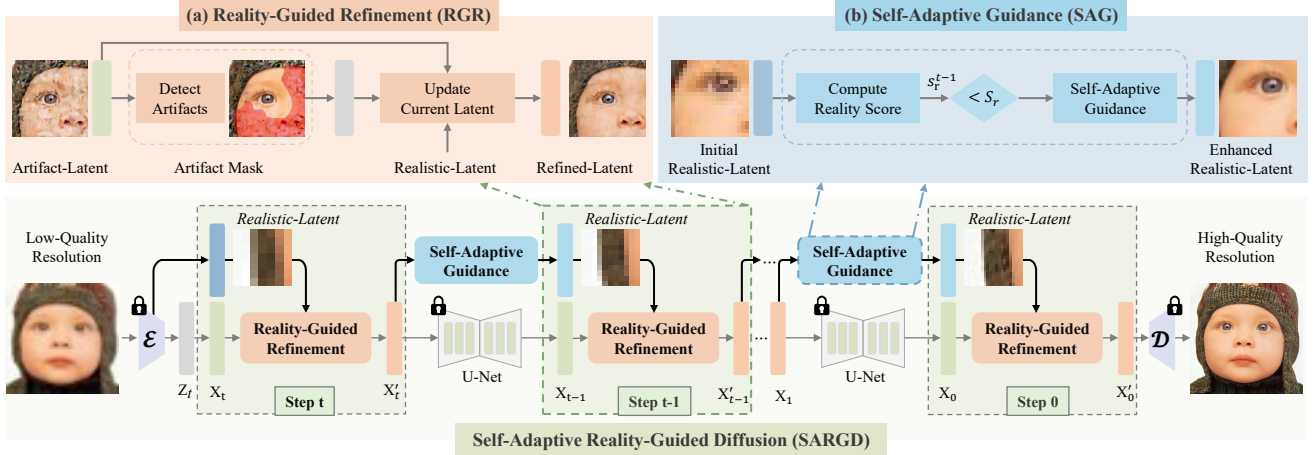 (a) Reality-Guided Refinement (RGR)
Detect
Artifacts
Update
Current Latent
Artifact-Latent
Artifact Mask
Realistic-Latent
Refined-Latent
(b) Self-Adaptive Guidance (SAG)
Compute
Reality Score
s_r^{t-1}
< S_r
Self-Adaptive
Guidance
Initial
Realistic-Latent
Enhanced
Realistic-Latent
Low-Quality
Resolution
ℰ
Z_t
Realistic-Latent
X_t
Reality-Guided
Refinement
X'_t
Step t
Self-Adaptive
Guidance
U-Net
Realistic-Latent
X_{t-1}
Reality-Guided
Refinement
X'_{t-1}
Step t-1
...
...
X_1
Self-Adaptive
Guidance
U-Net
Realistic-Latent
X_0
Reality-Guided
Refinement
X'_0
Step 0
𝒟
High-Quality
Resolution
Self-Adaptive Reality-Guided Diffusion (SARGD)